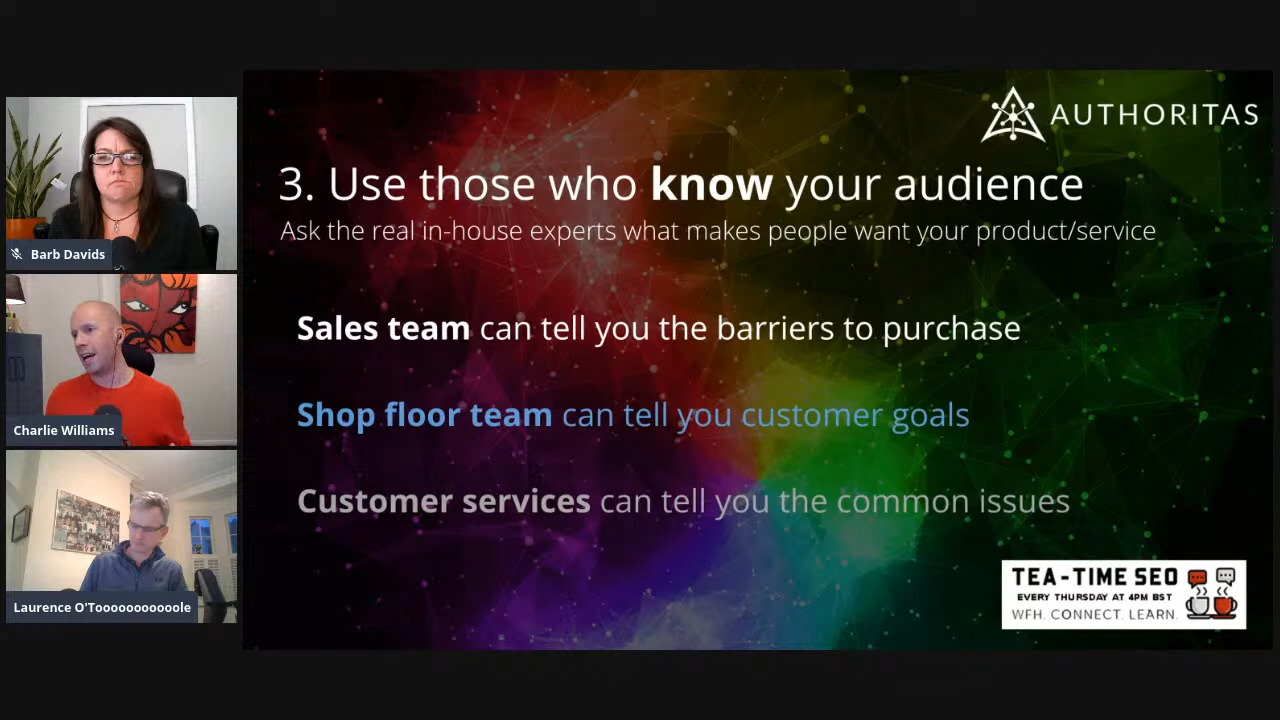 Barb Davids
Charlie Williams
Laurence O'Tooooooooooole
AUTHORITAS
3. Use those who know your audience
Ask the real in-house experts what makes people want your product/service
Sales team can tell you the barriers to purchase
Shop floor team can tell you customer goals
Customer services can tell you the common issues
TEA-TIME SEO
EVERY THURSDAY AT 4PM BST
WFH. CONNECT. LEARN.